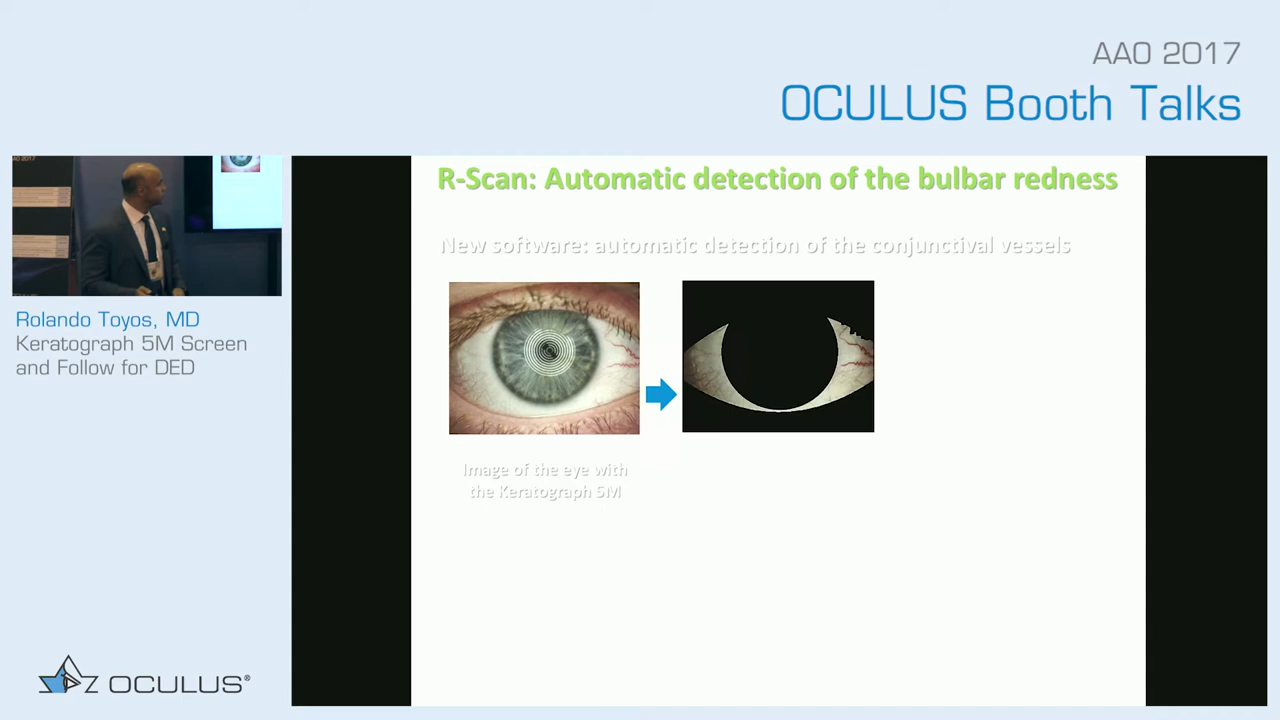 AAO 2017
OCULUS Booth Talks
AAO 2017
R-Scan: Automatic detection of the bulbar redness
New software: automatic detection of the conjunctival vessels
Rolando Toyos, MD
Keratograph 5M Screen
and Follow for DED
Image of the eye with
the Keratograph 5M
OCULUS®